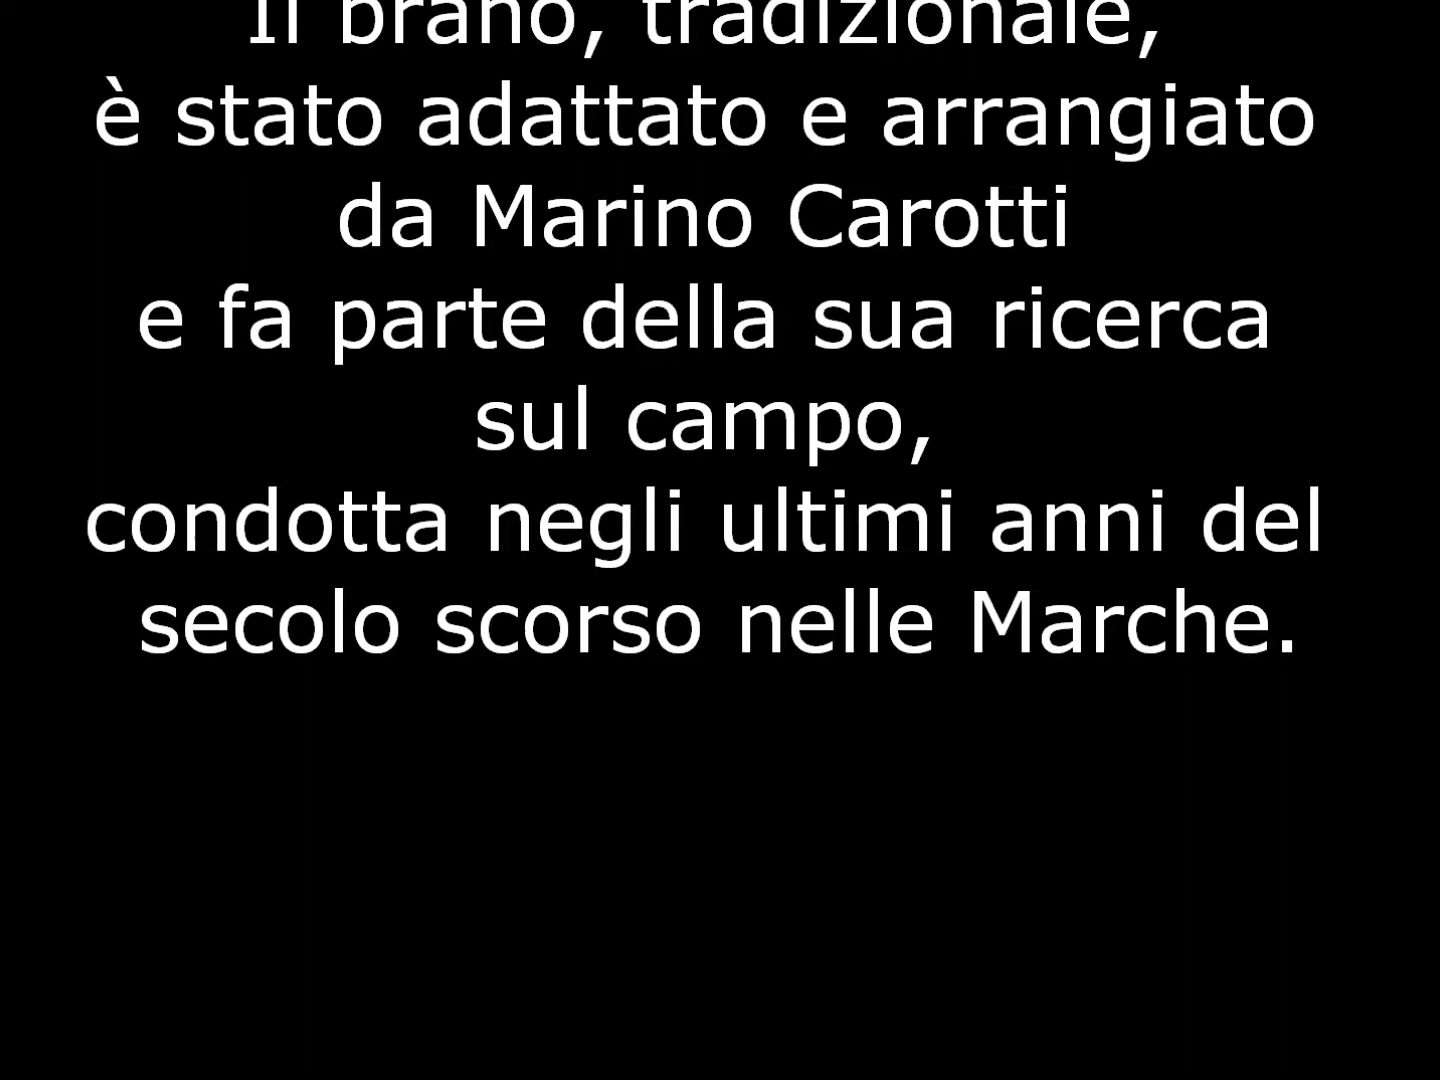 Il brano, tradizionale,
è stato adattato e arrangiato
da Marino Carotti
e fa parte della sua ricerca
sul campo,
condotta negli ultimi anni del
secolo scorso nelle Marche.